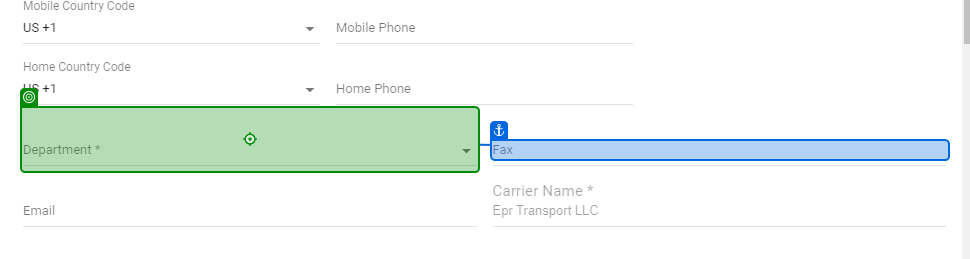 Mobile Country Code
US +1
Mobile Phone
Home Country Code
US +1
Home Phone
Department *
Fax
Carrier Name *
Email
Epr Transport LLC